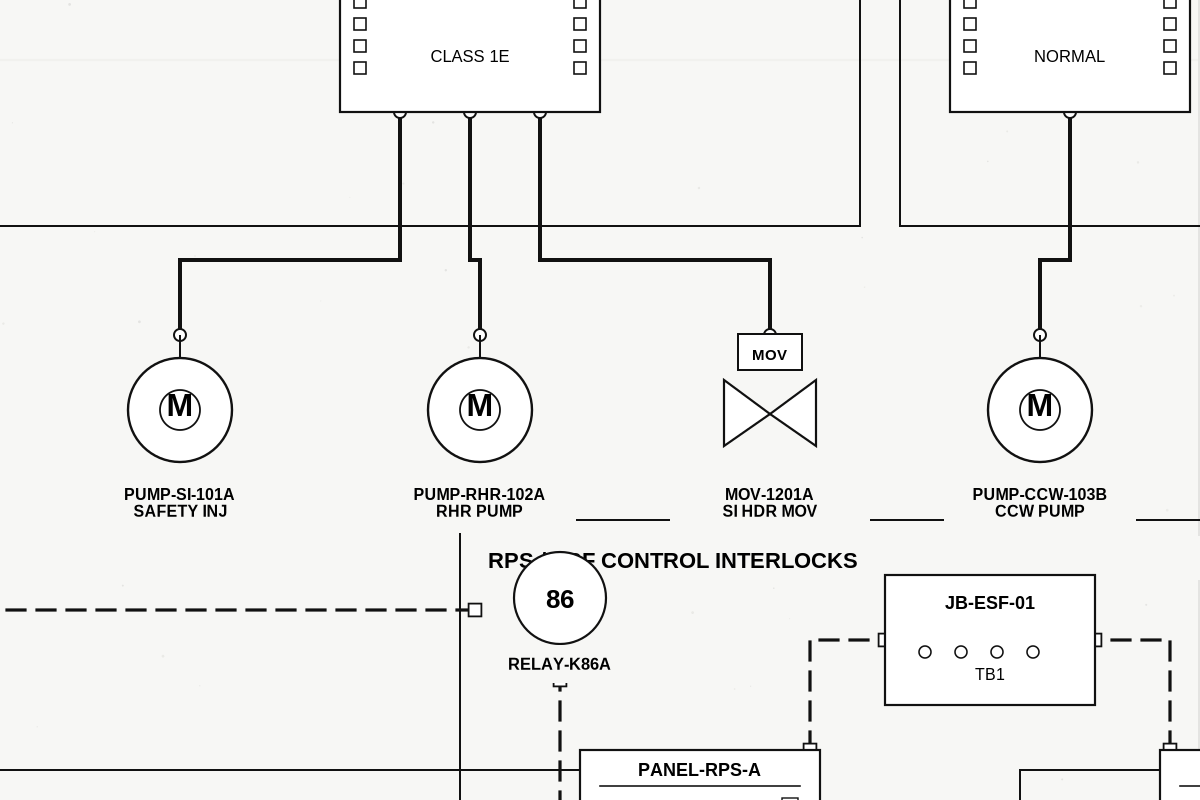 CLASS 1E
NORMAL
MOV
M
M
M
PUMP-SI-101A
SAFETY INJ
PUMP-RHR-102A
RHR PUMP
MOV-1201A
SI HDR MOV
PUMP-CCW-103B
CCW PUMP
CONTROL INTERLOCKS
86
RELAY-K86A
JB-ESF-01
TB1
PANEL-RPS-A